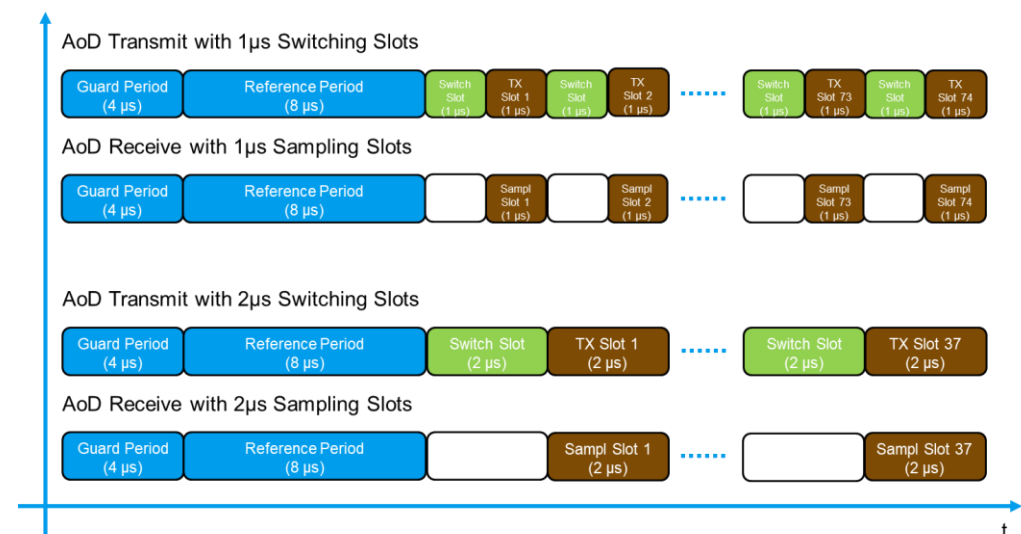 AoD Transmit with 1µs Switching Slots
Guard Period
(4 µs)
Reference Period
(8 µs)
Switch
Slot
(1 µs)
TX
Slot 1
(1 µs)
Switch
Slot
(1 µs)
TX
Slot 2
(1 µs)
Switch
Slot
(1 µs)
TX
Slot 73
(1 µs)
Switch
Slot
(1 µs)
TX
Slot 74
(1 µs)
AoD Receive with 1µs Sampling Slots
Guard Period
(4 µs)
Reference Period
(8 µs)
Sampl
Slot 1
(1 µs)
Sampl
Slot 2
(1 µs)
Sampl
Slot 73
(1 µs)
Sampl
Slot 74
(1 µs)
AoD Transmit with 2µs Switching Slots
Guard Period
(4 µs)
Reference Period
(8 µs)
Switch Slot
(2 µs)
TX Slot 1
(2 µs)
Switch Slot
(2 µs)
TX Slot 37
(2 µs)
AoD Receive with 2µs Sampling Slots
Guard Period
(4 µs)
Reference Period
(8 µs)
Sampl Slot 1
(2 µs)
Sampl Slot 37
(2 µs)
t